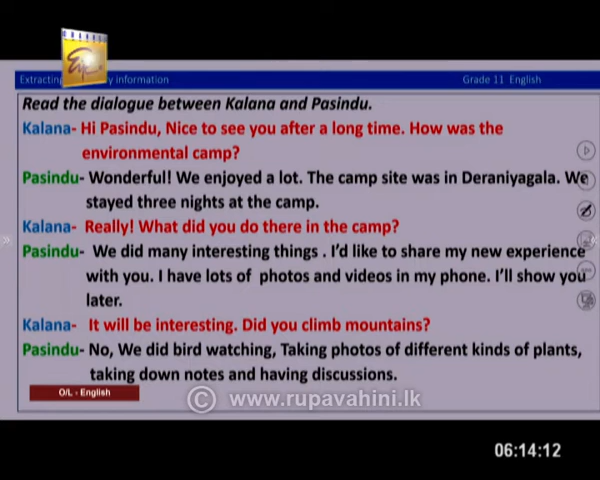 Extracting
y information
Grade 11 English
Read the dialogue between Kalana and Pasindu.
Kalana- Hi Pasindu, Nice to see you after a long time. How was the
environmental camp?
Pasindu- Wonderful! We enjoyed a lot. The camp site was in Deraniyagala. We
stayed three nights at the camp.
Kalana- Really! What did you do there in the camp?
Pasindu- We did many interesting things . I'd like to share my new experience
with you. I have lots of photos and videos in my phone. I'll show you
later.
Kalana- It will be interesting. Did you climb mountains?
Pasindu- No, We did bird watching, Taking photos of different kinds of plants,
taking down notes and having discussions.
O/L - English
© www.rupavahini.lk
06:14:12